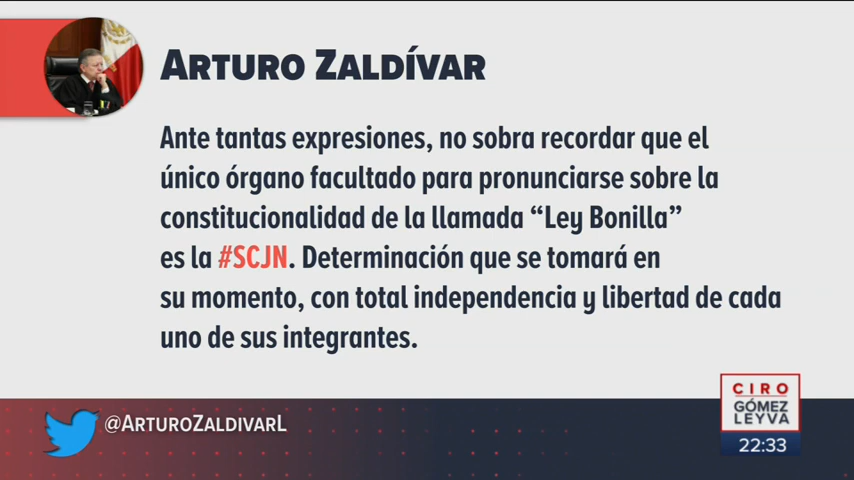 ARTURO ZALDÍVAR
Ante tantas expresiones, no sobra recordar que el
único órgano facultado para pronunciarse sobre la
constitucionalidad de la llamada “Ley Bonilla”
es la #SCJN. Determinación que se tomará en
su momento, con total independencia y libertad de cada
uno de sus integrantes.
@ARTUROZALDIVARL
CIRO
GÓMEZ
LEYVA
22:33